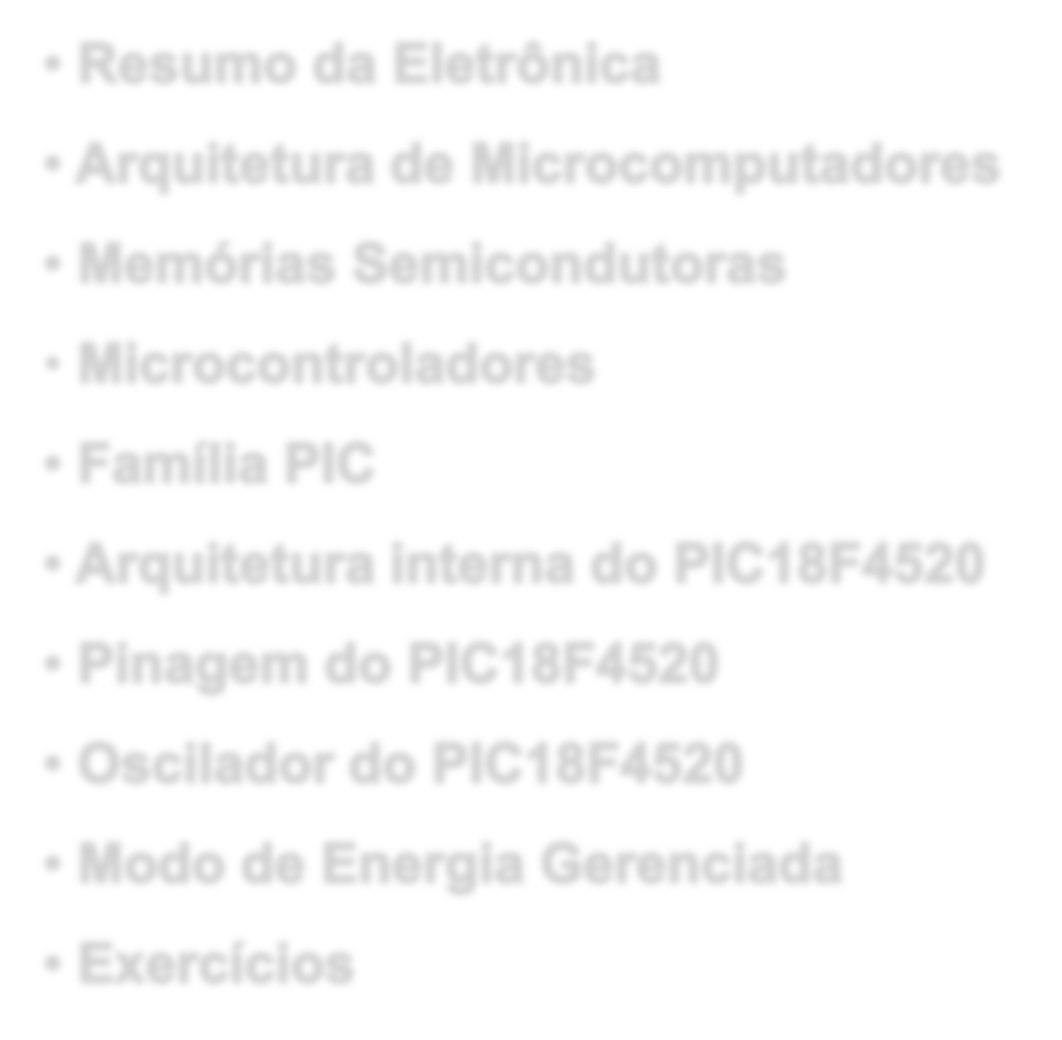 • Resumo da Eletrônica
• Arquitetura de Microcomputadores
• Memórias Semicondutoras
• Microcontroladores
• Família PIC
• Arquitetura interna do PIC18F4520
• Pinagem do PIC18F4520
• Oscilador do PIC18F4520
• Modo de Energia Gerenciada
• Exercícios